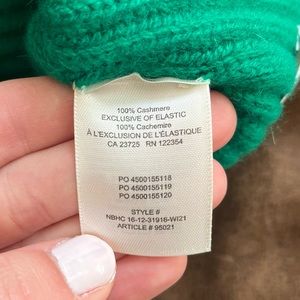 100% Cashmere
EXCLUSIVE OF ELASTIC
100% Cachemire
À L'EXCLUSION DE L'ÉLASTIQUE
CA 23725 RN 122354
PO 4500155118
PO 4500155119
PO 4500155120
STYLE #
NBHC 16-12-31916-WI21
ARTICLE # 95021